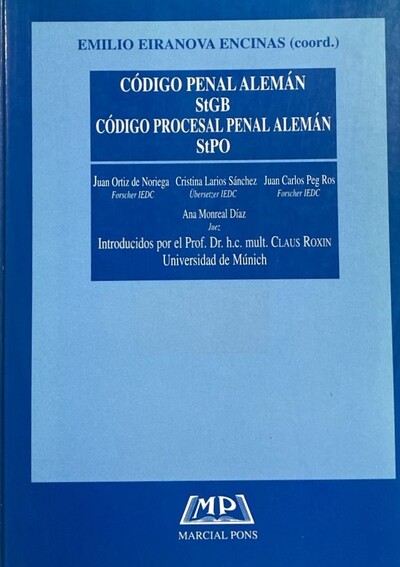 EMILIO EIRANOVA ENCINAS (coord.)
CÓDIGO PENAL ALEMÁN
StGB
CÓDIGO PROCESAL PENAL ALEMÁN
StPO
Juan Ortiz de Noriega Cristina Larios Sánchez Juan Carlos Peg Ros
Forscher IEDC Übersetzer IEDC Forscher IEDC
Ana Monreal Díaz
Juez
Introducidos por el Prof. Dr. h.c. mult. CLAUS ROXIN
Universidad de Múnich
MP
MARCIAL PONS